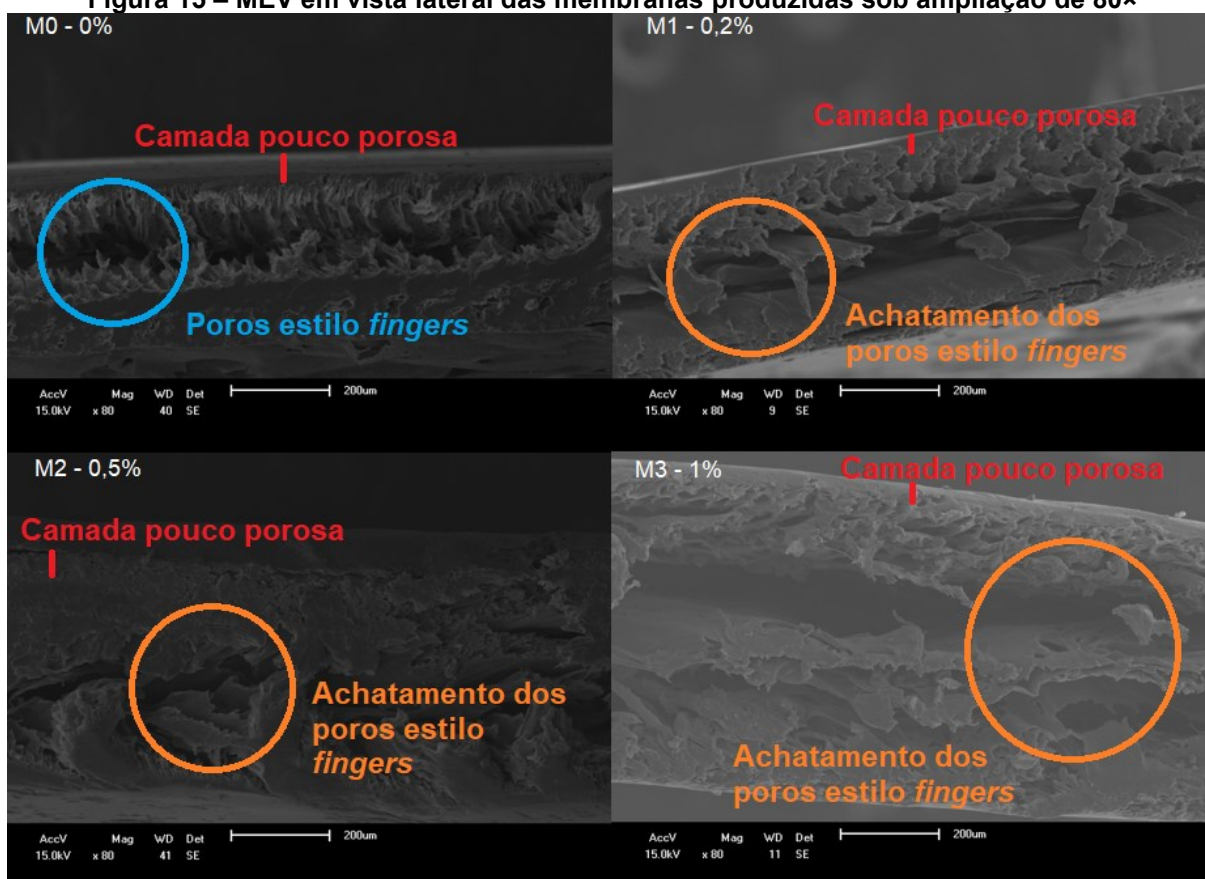 Figura 15 – MEV em vista lateral das membranas produzidas sob ampliação de 80×
M0 - 0%
Camada pouco porosa
Poros estilo fingers
AccV Mag WD Det 200um
15.0kV x 80 40 SE
M1 - 0,2%
Camada pouco porosa
Achatamento dos
poros estilo fingers
AccV Mag WD Det 200um
15.0kV x 80 9 SE
M2 - 0,5%
Camada pouco porosa
Achatamento dos
poros estilo
fingers
AccV Mag WD Det 200um
15.0kV x 80 41 SE
M3 - 1%
Camada pouco porosa
Achatamento dos
poros estilo fingers
AccV Mag WD Det 200um
15.0kV x 80 11 SE